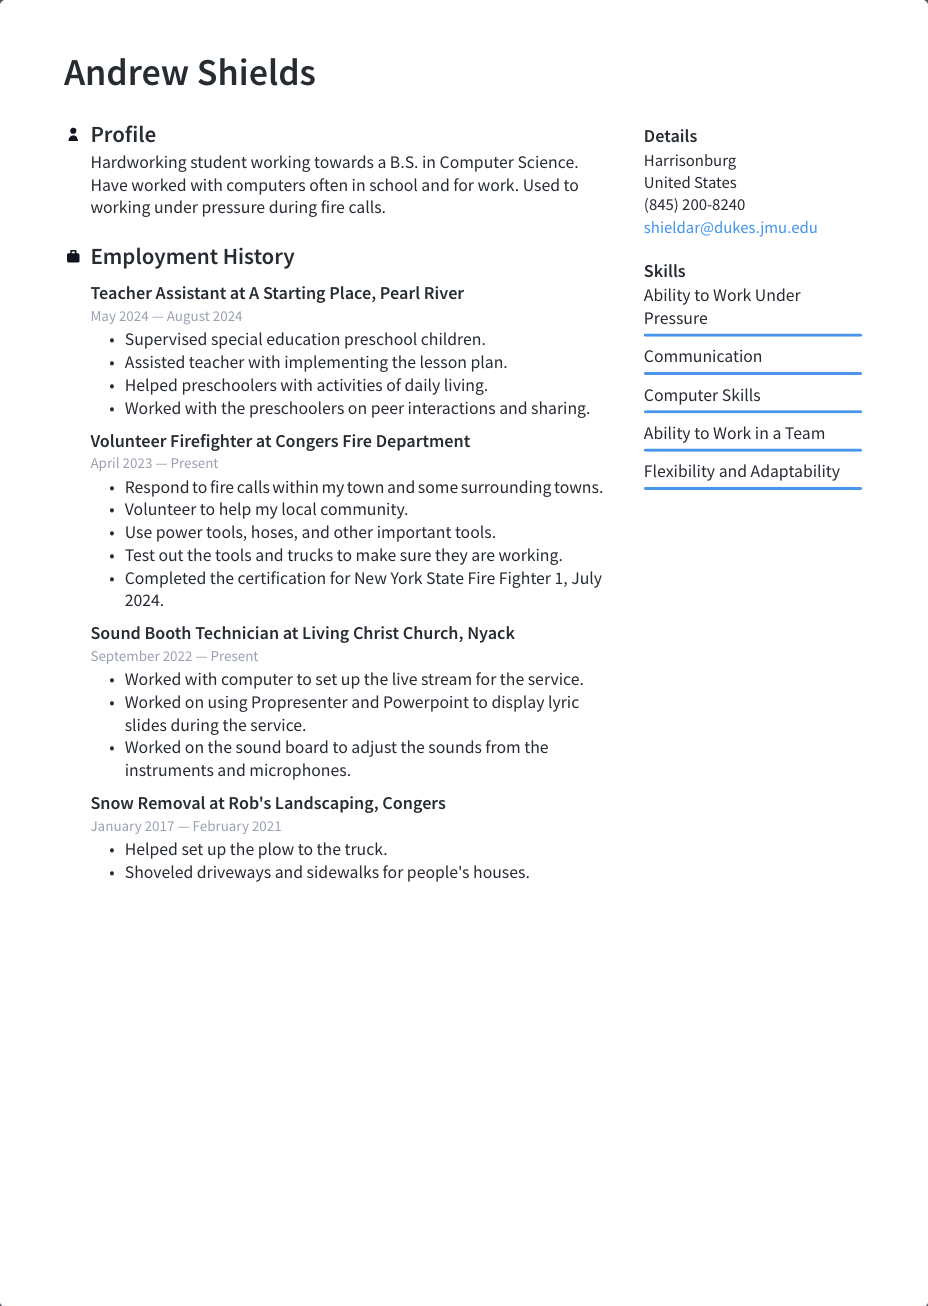 Andrew Shields
Profile
Hardworking student working towards a B.S. in Computer Science.
Have worked with computers often in school and for work. Used to
working under pressure during fire calls.
Employment History
Teacher Assistant at A Starting Place, Pearl River
May 2024 — August 2024
• Supervised special education preschool children.
• Assisted teacher with implementing the lesson plan.
• Helped preschoolers with activities of daily living.
• Worked with the preschoolers on peer interactions and sharing.
Volunteer Firefighter at Congers Fire Department
April 2023 — Present
• Respond to fire calls within my town and some surrounding towns.
• Volunteer to help my local community.
• Use power tools, hoses, and other important tools.
• Test out the tools and trucks to make sure they are working.
• Completed the certification for New York State Fire Fighter 1, July
2024.
Sound Booth Technician at Living Christ Church, Nyack
September 2022 — Present
• Worked with computer to set up the live stream for the service.
• Worked on using Propresenter and Powerpoint to display lyric
slides during the service.
• Worked on the sound board to adjust the sounds from the
instruments and microphones.
Snow Removal at Rob's Landscaping, Congers
January 2017 — February 2021
• Helped set up the plow to the truck.
• Shoveled driveways and sidewalks for people's houses.
Details
Harrisonburg
United States
(845) 200-8240
shieldar@dukes.jmu.edu
Skills
Ability to Work Under
Pressure
Communication
Computer Skills
Ability to Work in a Team
Flexibility and Adaptability